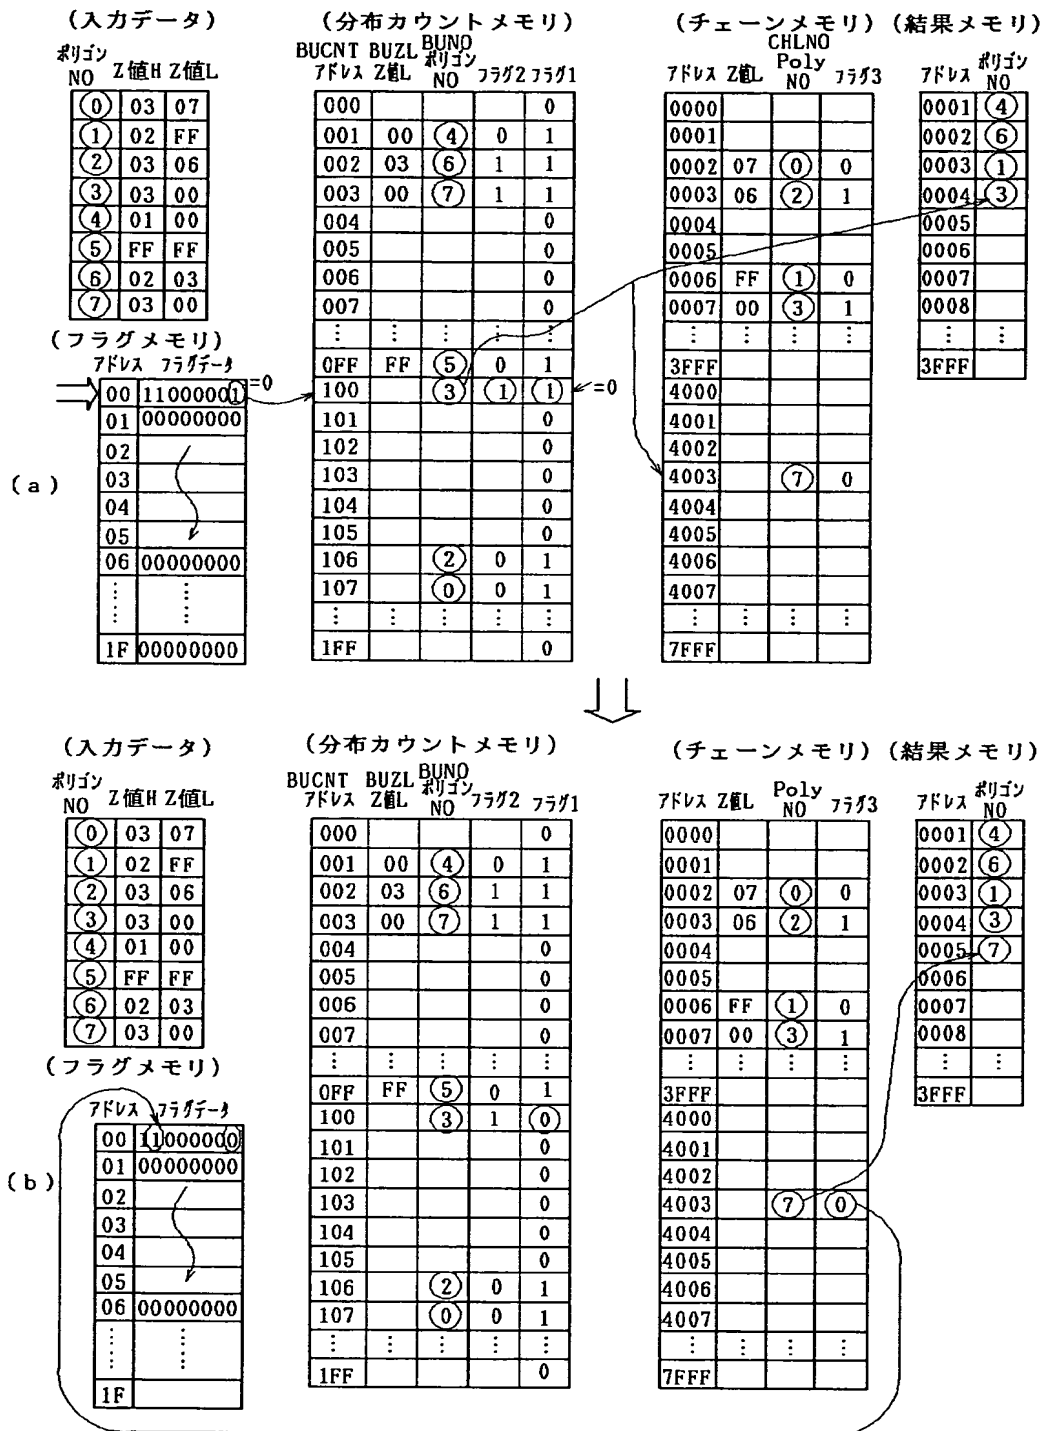 (入力データ) (分布カウントメモリ) (チェーンメモリ) (結果メモリ)
ポリゴン NO Z値H Z値L
BUCNT アドレス BUZL Z値L BUNO ポリゴン NO フラグ2 フラグ1
アドレス Z値L CHLNO Poly NO フラグ3
アドレス ポリゴン NO
0 03 07
1 02 FF
2 03 06
3 03 00
4 01 00
5 FF FF
6 02 03
7 03 00
(フラグメモリ)
アドレス フラグデータ
00 11000001 =0
01 00000000
02
03
04
05
06 00000000
⋮ ⋮
1F 00000000
(a)
000 0
001 00 4 0 1
002 03 6 1 1
003 00 7 1 1
004 0
005 0
006 0
007 0
⋮ ⋮ ⋮ ⋮ ⋮
0FF FF 5 0 1
100 3 1 1 =0
101 0
102 0
103 0
104 0
105 0
106 2 0 1
107 0 0 1
⋮ ⋮ ⋮ ⋮ ⋮
1FF 0
0000
0001
0002 07 0 0
0003 06 2 1
0004
0005
0006 FF 1 0
0007 00 3 1
⋮ ⋮ ⋮ ⋮
3FFF
4000
4001
4002
4003 7 0
4004
4005
4006
4007
⋮ ⋮ ⋮ ⋮
7FFF
0001 4
0002 6
0003 1
0004 3
0005
0006
0007
0008
⋮ ⋮
3FFF
(入力データ) (分布カウントメモリ) (チェーンメモリ) (結果メモリ)
ポリゴン NO Z値H Z値L
BUCNT アドレス BUZL Z値L BUNO ポリゴン NO フラグ2 フラグ1
アドレス Z値L Poly NO フラグ3
アドレス ポリゴン NO
0 03 07
1 02 FF
2 03 06
3 03 00
4 01 00
5 FF FF
6 02 03
7 03 00
(フラグメモリ)
アドレス フラグデータ
00 11000000
01 00000000
02
03
04
05
06 00000000
⋮ ⋮
1F
(b)
000 0
001 00 4 0 1
002 03 6 1 1
003 00 7 1 1
004 0
005 0
006 0
007 0
⋮ ⋮ ⋮ ⋮ ⋮
0FF FF 5 0 1
100 3 1 0
101 0
102 0
103 0
104 0
105 0
106 2 0 1
107 0 0 1
⋮ ⋮ ⋮ ⋮ ⋮
1FF 0
0000
0001
0002 07 0 0
0003 06 2 1
0004
0005
0006 FF 1 0
0007 00 3 1
⋮ ⋮ ⋮ ⋮
3FFF
4000
4001
4002
4003 7 0
4004
4005
4006
4007
⋮ ⋮ ⋮ ⋮
7FFF
0001 4
0002 6
0003 1
0004 3
0005 7
0006
0007
0008
⋮ ⋮
3FFF